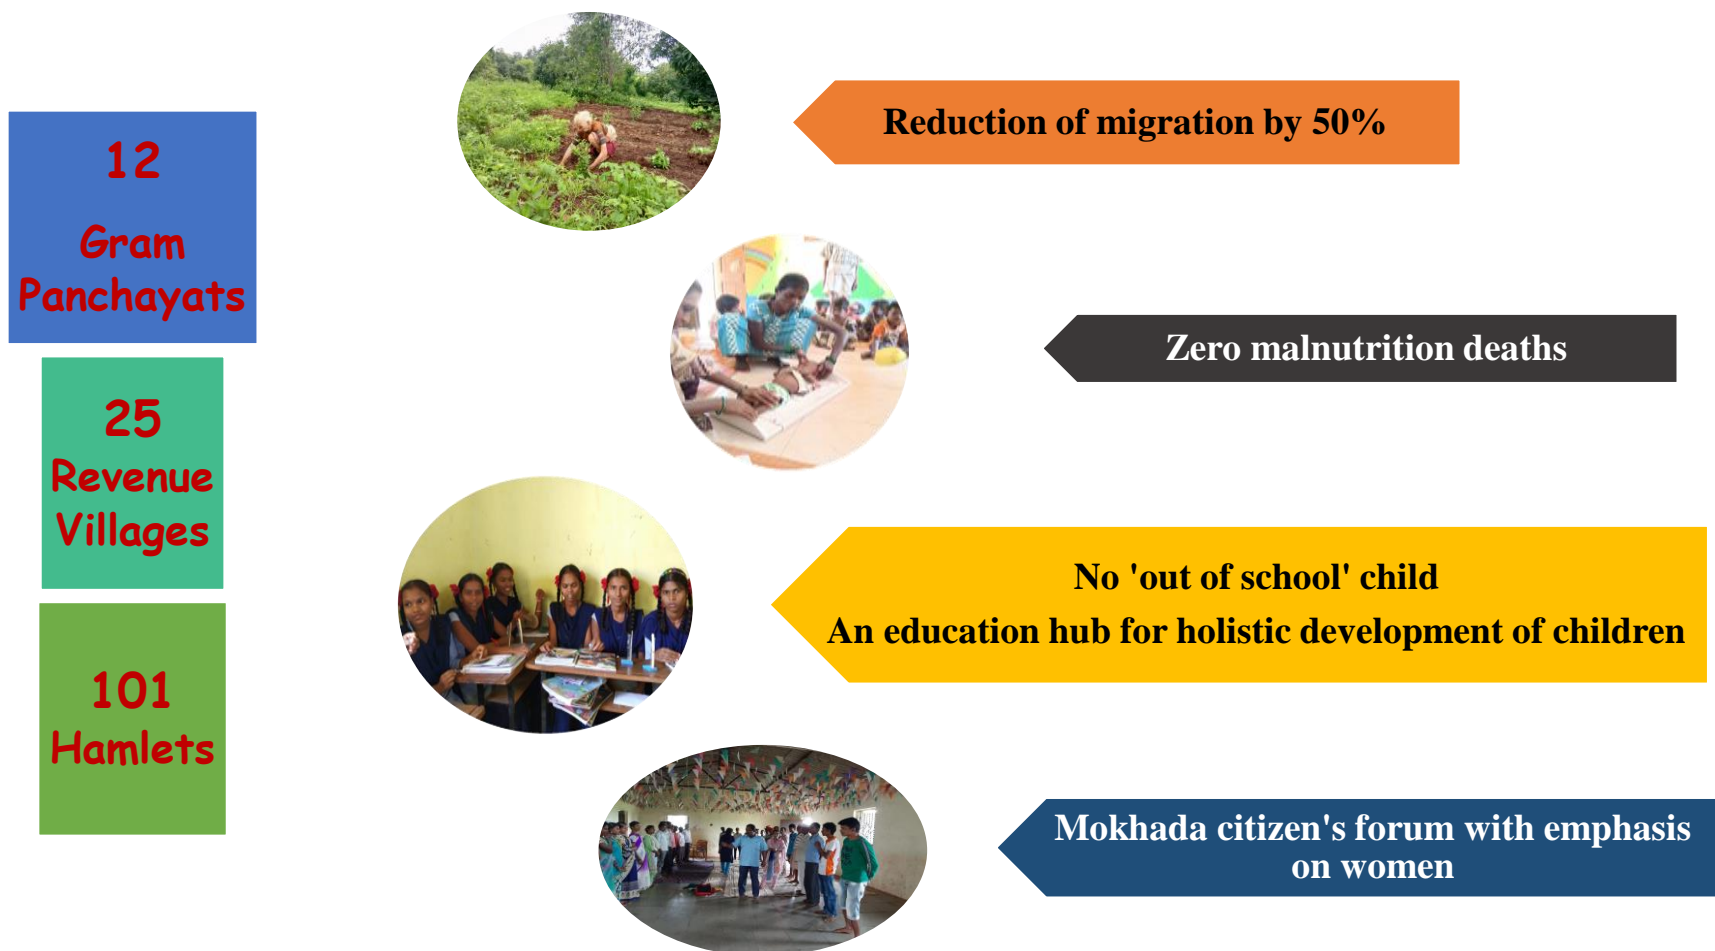 12
Gram
Panchayats
25
Revenue
Villages
101
Hamlets
Reduction of migration by 50%
Zero malnutrition deaths
No 'out of school' child
An education hub for holistic development of children
Mokhada citizen's forum with emphasis
on women